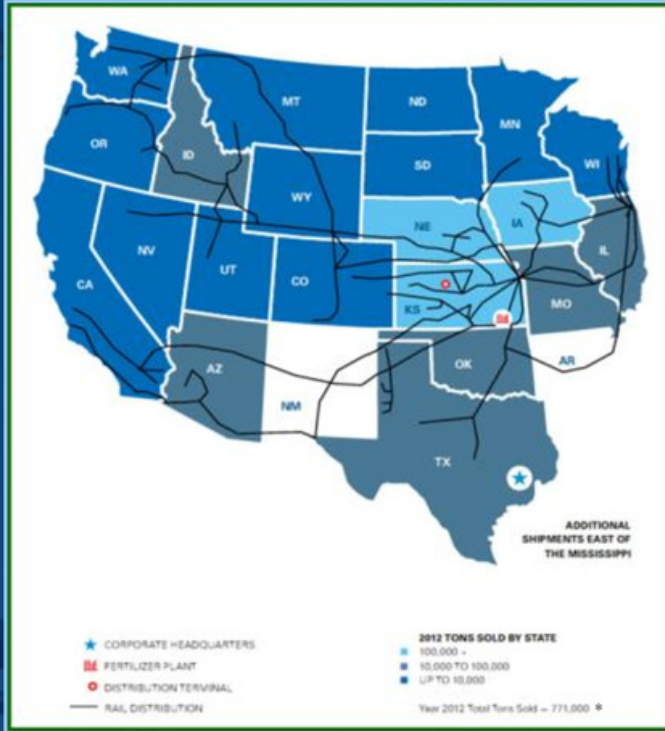 WA
MT
ND
MN
OR
ID
SD
WI
WY
NE
IA
NV
UT
CO
IL
CA
KS
MO
AZ
OK
AR
NM
TX
ADDITIONAL
SHIPMENTS EAST OF
THE MISSISSIPPI
CORPORATE HEADQUARTERS
FERTILIZER PLANT
DISTRIBUTION TERMINAL
RAIL DISTRIBUTION
2012 TONS SOLD BY STATE
100,000 +
10,000 TO 100,000
UP TO 10,000
Year 2012 Total Tons Sold – 771,000 *